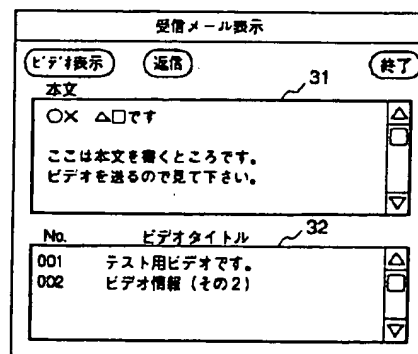 受信メール表示
ビデオ表示 返信 終了
31
本文
○× △□です
ここは本文を書くところです。
ビデオを送るので見て下さい。
32
No. ビデオタイトル
001 テスト用ビデオです。
002 ビデオ情報(その2)